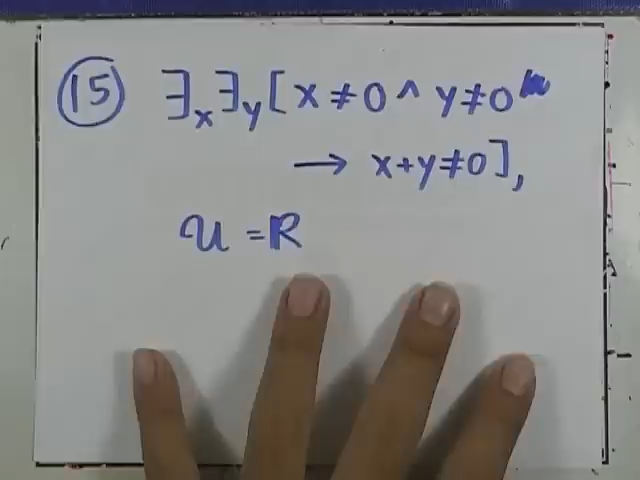 15 ∃x∃y[x≠0 ∧ y≠0
→ x+y≠0],
U = R